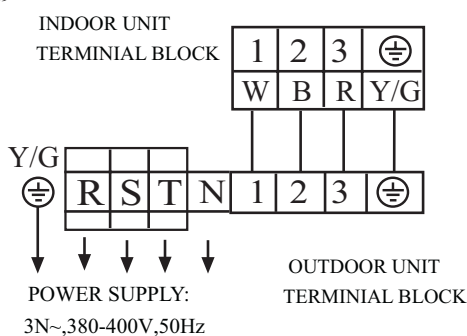 INDOOR UNIT
TERMINIAL BLOCK
1 2 3
W B R Y/G
Y/G
R S T N 1 2 3
POWER SUPPLY:
3N~,380-400V,50Hz
OUTDOOR UNIT
TERMINIAL BLOCK